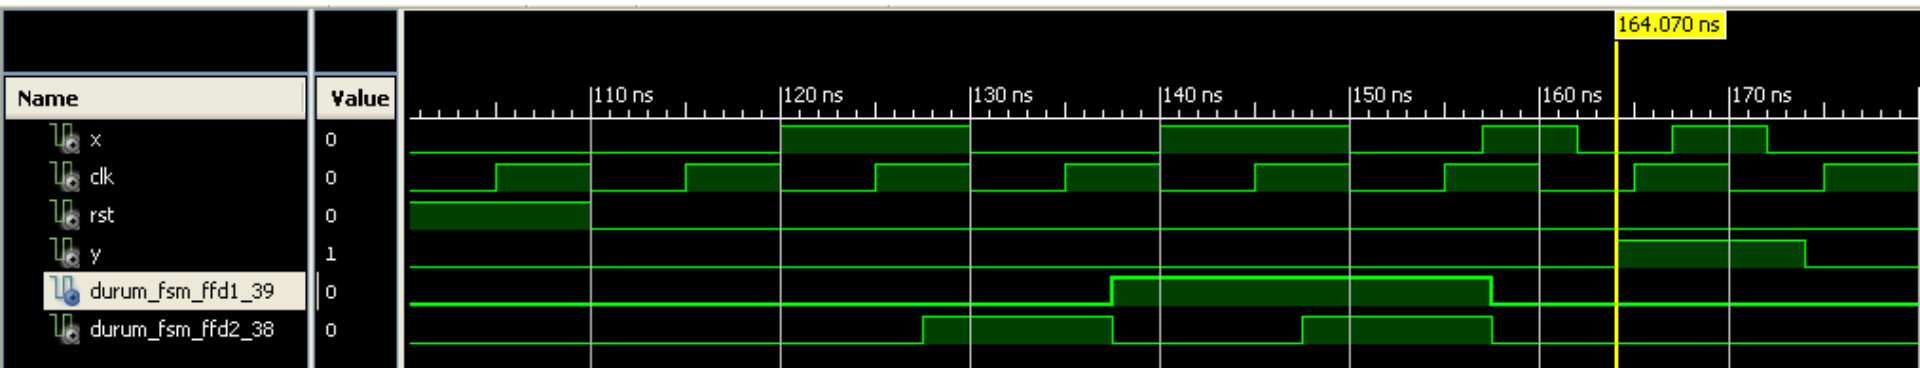 164.070 ns
Name Value
110 ns 120 ns 130 ns 140 ns 150 ns 160 ns 170 ns
x 0
clk 0
rst 0
y 1
durum_fsm_ffd1_39 0
durum_fsm_ffd2_38 0